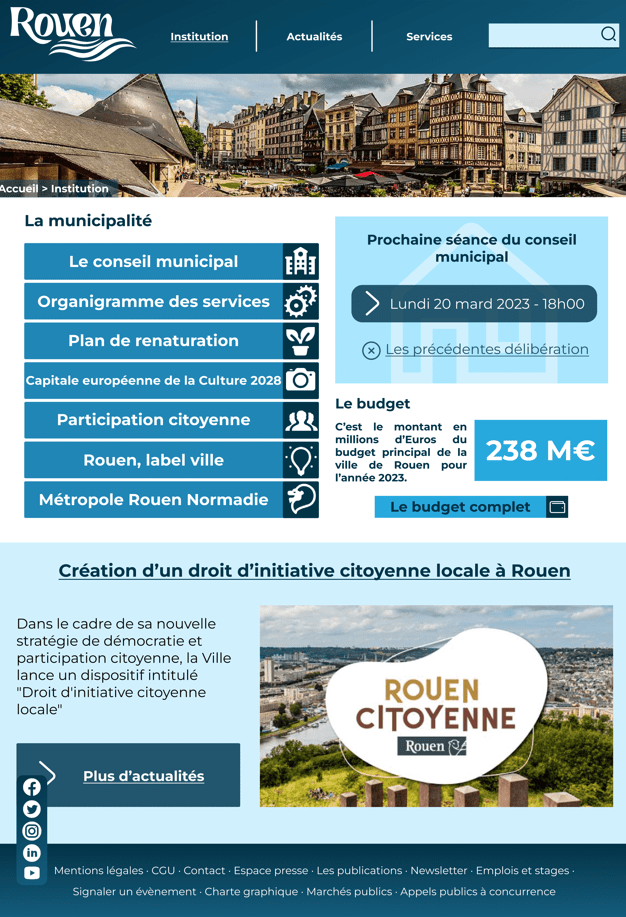 Rouen
Institution
Actualités
Services
Accueil > Institution
La municipalité
Le conseil municipal
Organigramme des services
Plan de renaturation
Capitale européenne de la Culture 2028
Participation citoyenne
Rouen, label ville
Métropole Rouen Normadie
Prochaine séance du conseil
municipal
Lundi 20 mard 2023 - 18h00
Les précédentes délibération
Le budget
C’est le montant en
millions d’Euros du
budget principal de la
ville de Rouen pour
l’année 2023.
238 M€
Le budget complet
Création d’un droit d’initiative citoyenne locale à Rouen
Dans le cadre de sa nouvelle
stratégie de démocratie et
participation citoyenne, la Ville
lance un dispositif intitulé
"Droit d'initiative citoyenne
locale"
Plus d’actualités
ROUEN
CITOYENNE
Rouen
Mentions légales · CGU · Contact · Espace presse · Les publications · Newsletter · Emplois et stages ·
Signaler un évènement · Charte graphique · Marchés publics · Appels publics à concurrence